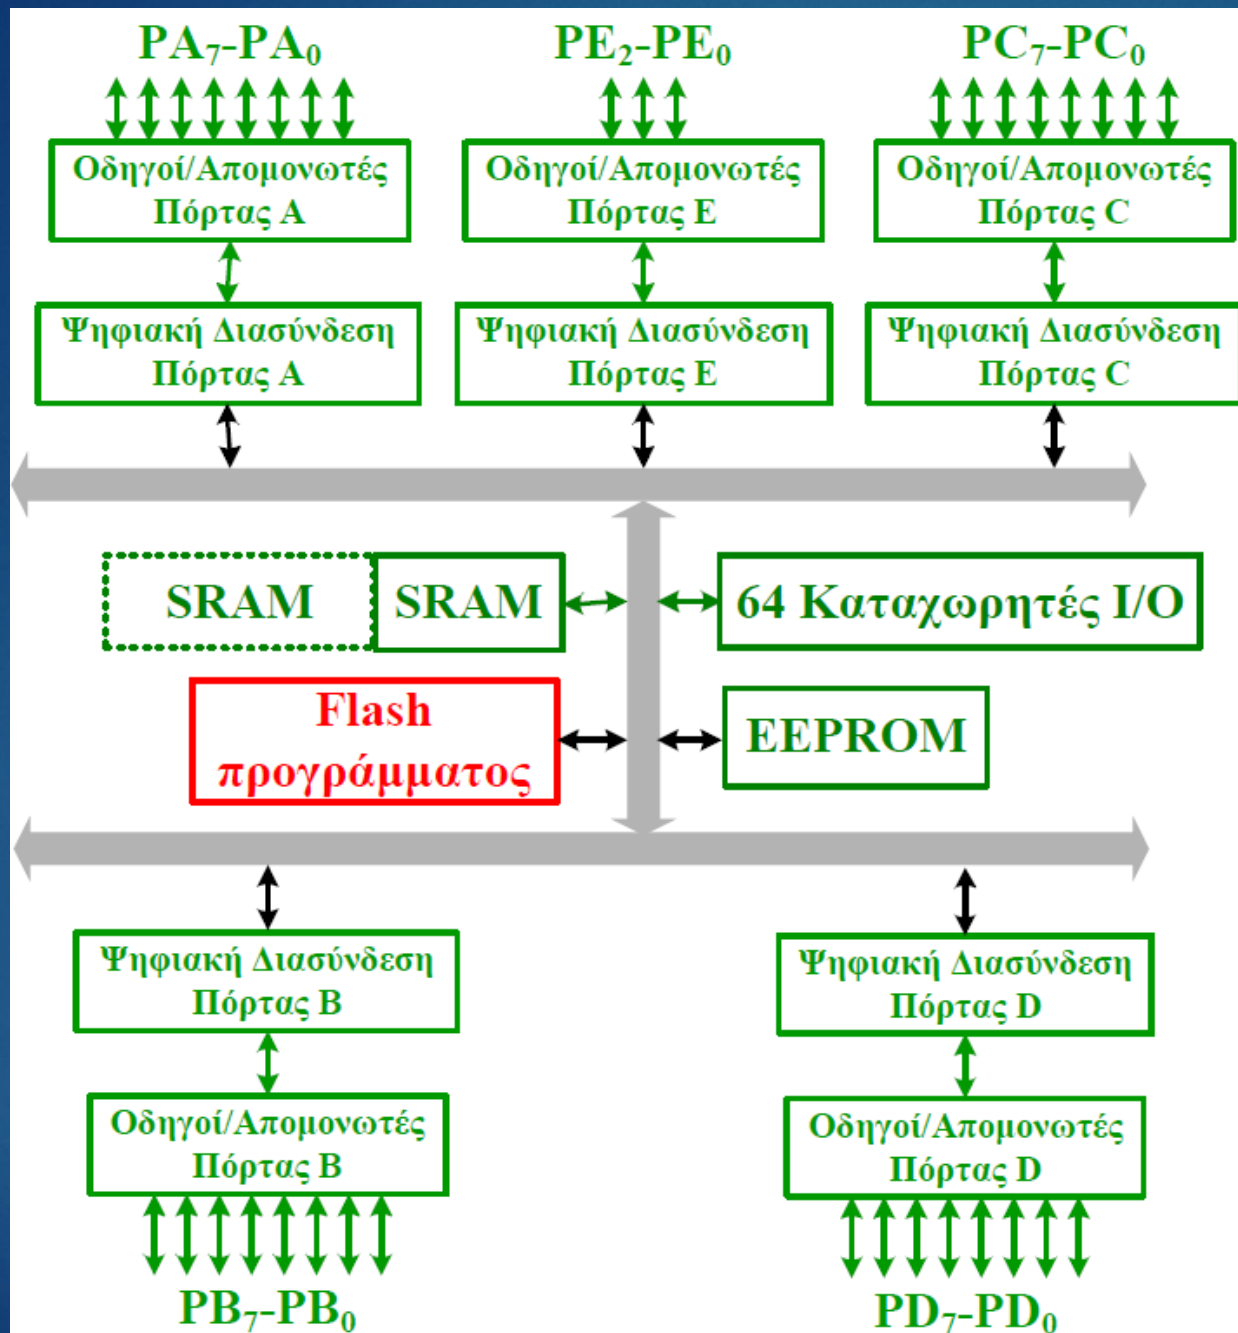 PA₇-PA₀
PE₂-PE₀
PC₇-PC₀
Οδηγοί/Απομονωτές
Πόρτας A
Οδηγοί/Απομονωτές
Πόρτας E
Οδηγοί/Απομονωτές
Πόρτας C
Ψηφιακή Διασύνδεση
Πόρτας A
Ψηφιακή Διασύνδεση
Πόρτας E
Ψηφιακή Διασύνδεση
Πόρτας C
SRAM
SRAM
64 Καταχωρητές I/O
Flash
προγράμματος
EEPROM
Ψηφιακή Διασύνδεση
Πόρτας B
Ψηφιακή Διασύνδεση
Πόρτας D
Οδηγοί/Απομονωτές
Πόρτας B
Οδηγοί/Απομονωτές
Πόρτας D
PB₇-PB₀
PD₇-PD₀